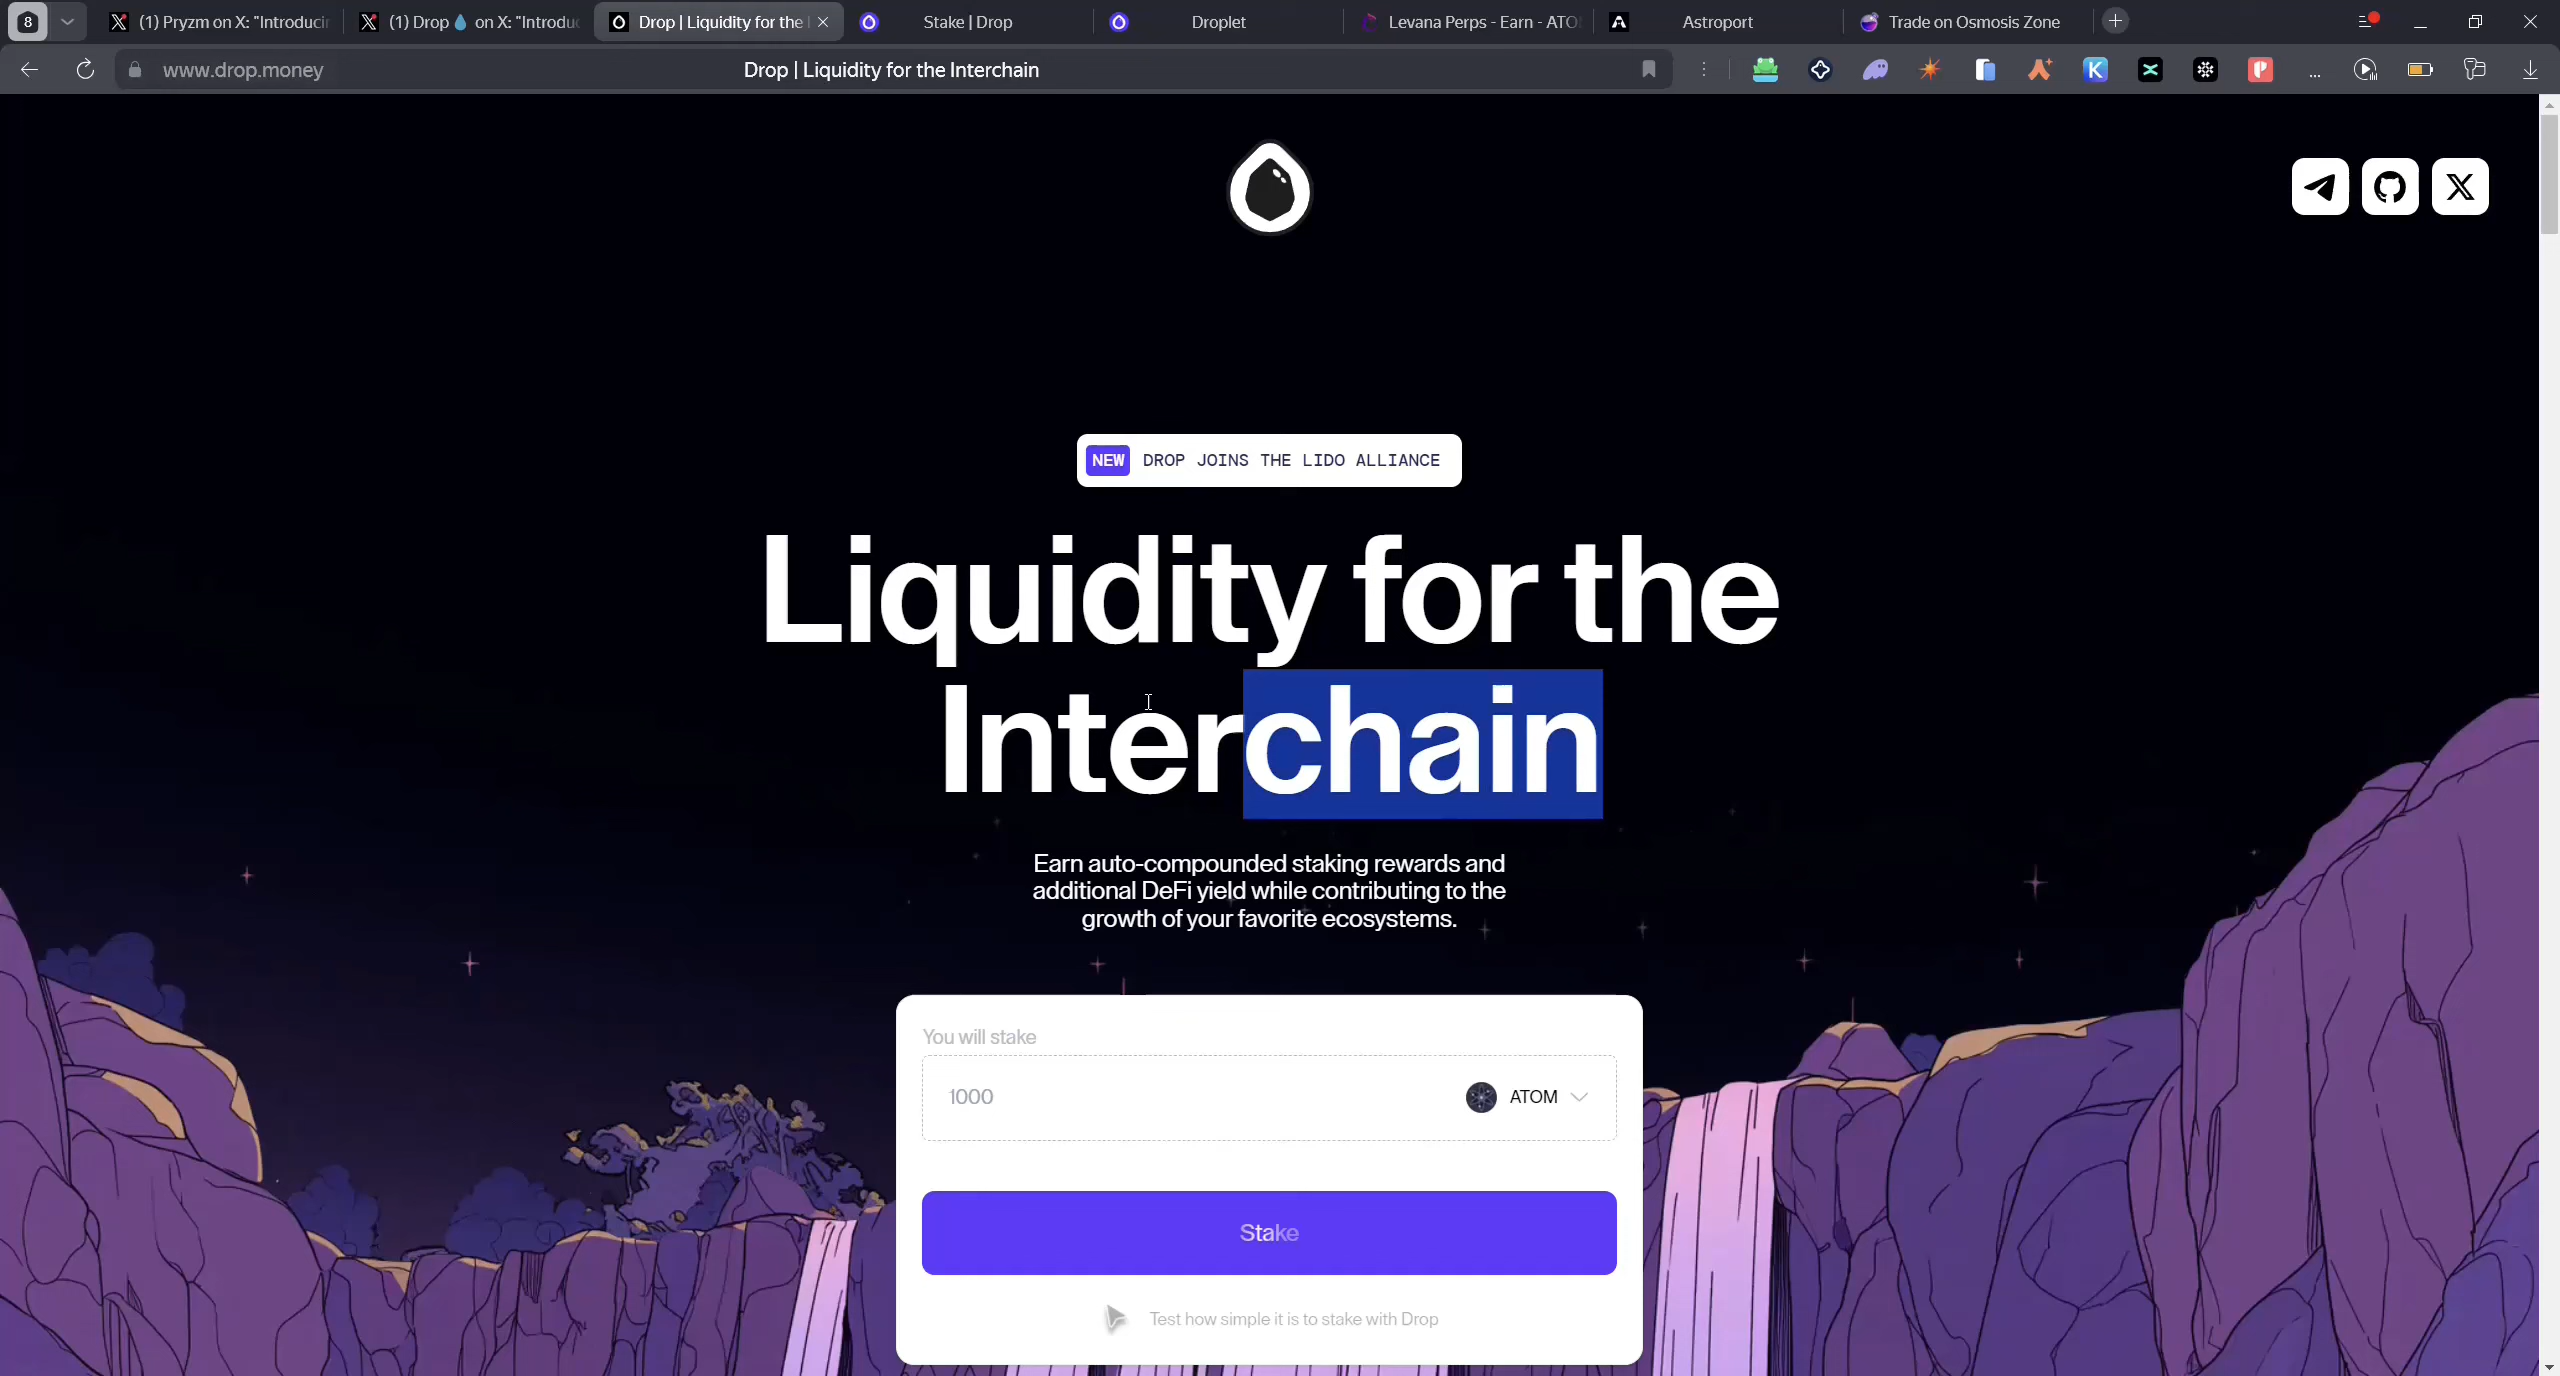 8
(1) Pryzm on X: "Introducin
(1) Drop💧 on X: "Introduc
Drop | Liquidity for the I
Stake | Drop
Droplet
Levana Perps - Earn - ATO
Astroport
Trade on Osmosis Zone
www.drop.money
Drop | Liquidity for the Interchain
NEW DROP JOINS THE LIDO ALLIANCE
Liquidity for the
Interchain
Earn auto-compounded staking rewards and
additional DeFi yield while contributing to the
growth of your favorite ecosystems.
You will stake
1000
ATOM
Stake
Test how simple it is to stake with Drop